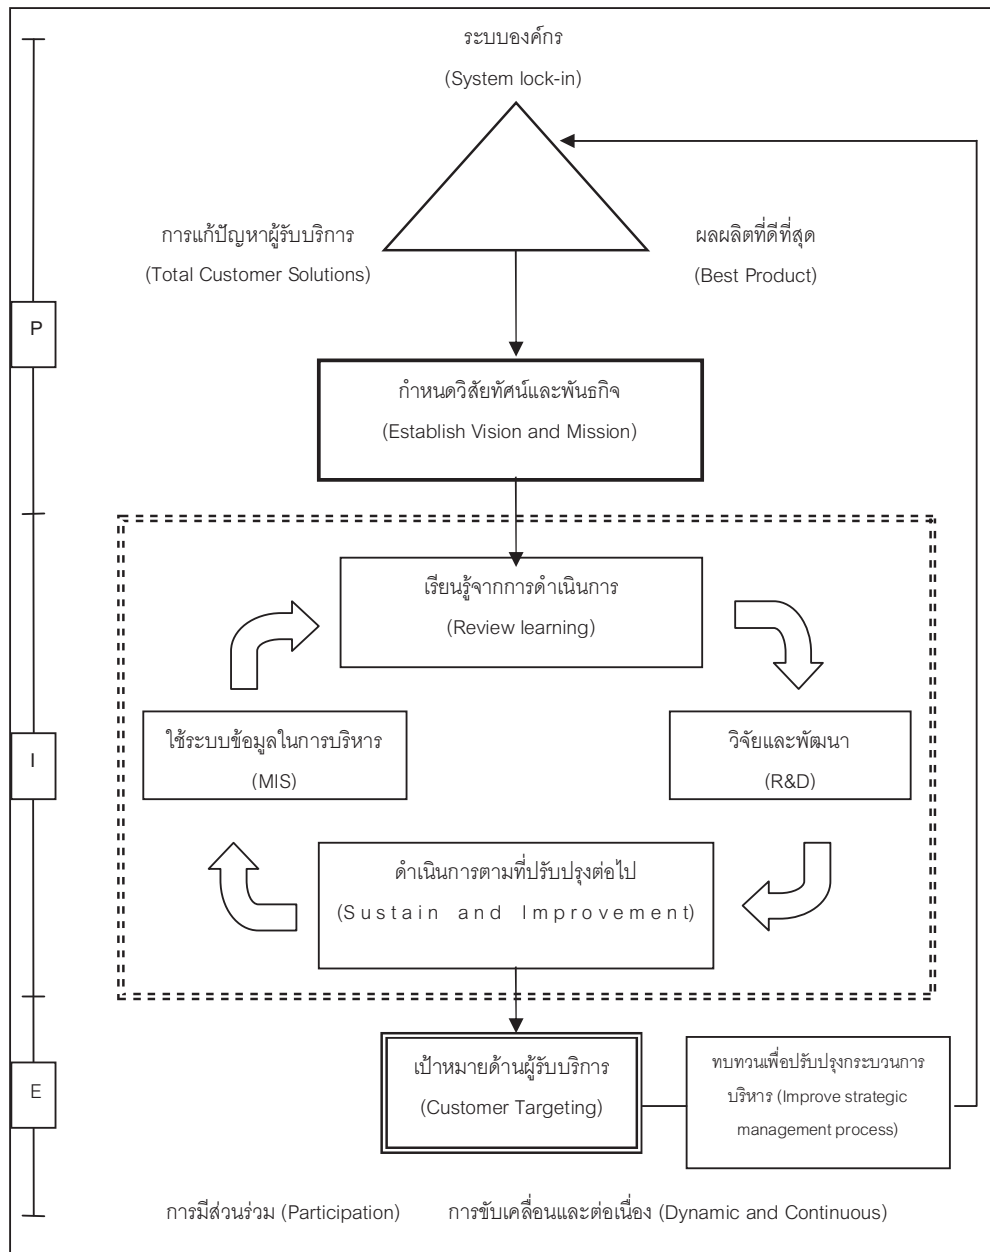 ระบบองค์กร
(System lock-in)
การแก้ปัญหาผู้รับบริการ
(Total Customer Solutions)
ผลผลิตที่ดีที่สุด
(Best Product)
P
กำหนดวิสัยทัศน์และพันธกิจ
(Establish Vision and Mission)
เรียนรู้จากการดำเนินการ
(Review learning)
ใช้ระบบข้อมูลในการบริหาร
(MIS)
วิจัยและพัฒนา
(R&D)
I
ดำเนินการตามที่ปรับปรุงต่อไป
(Sustain and Improvement)
E
เป้าหมายด้านผู้รับบริการ
(Customer Targeting)
ทบทวนเพื่อปรับปรุงกระบวนการ
บริหาร (Improve strategic
management process)
การมีส่วนร่วม (Participation) การขับเคลื่อนและต่อเนื่อง (Dynamic and Continuous)